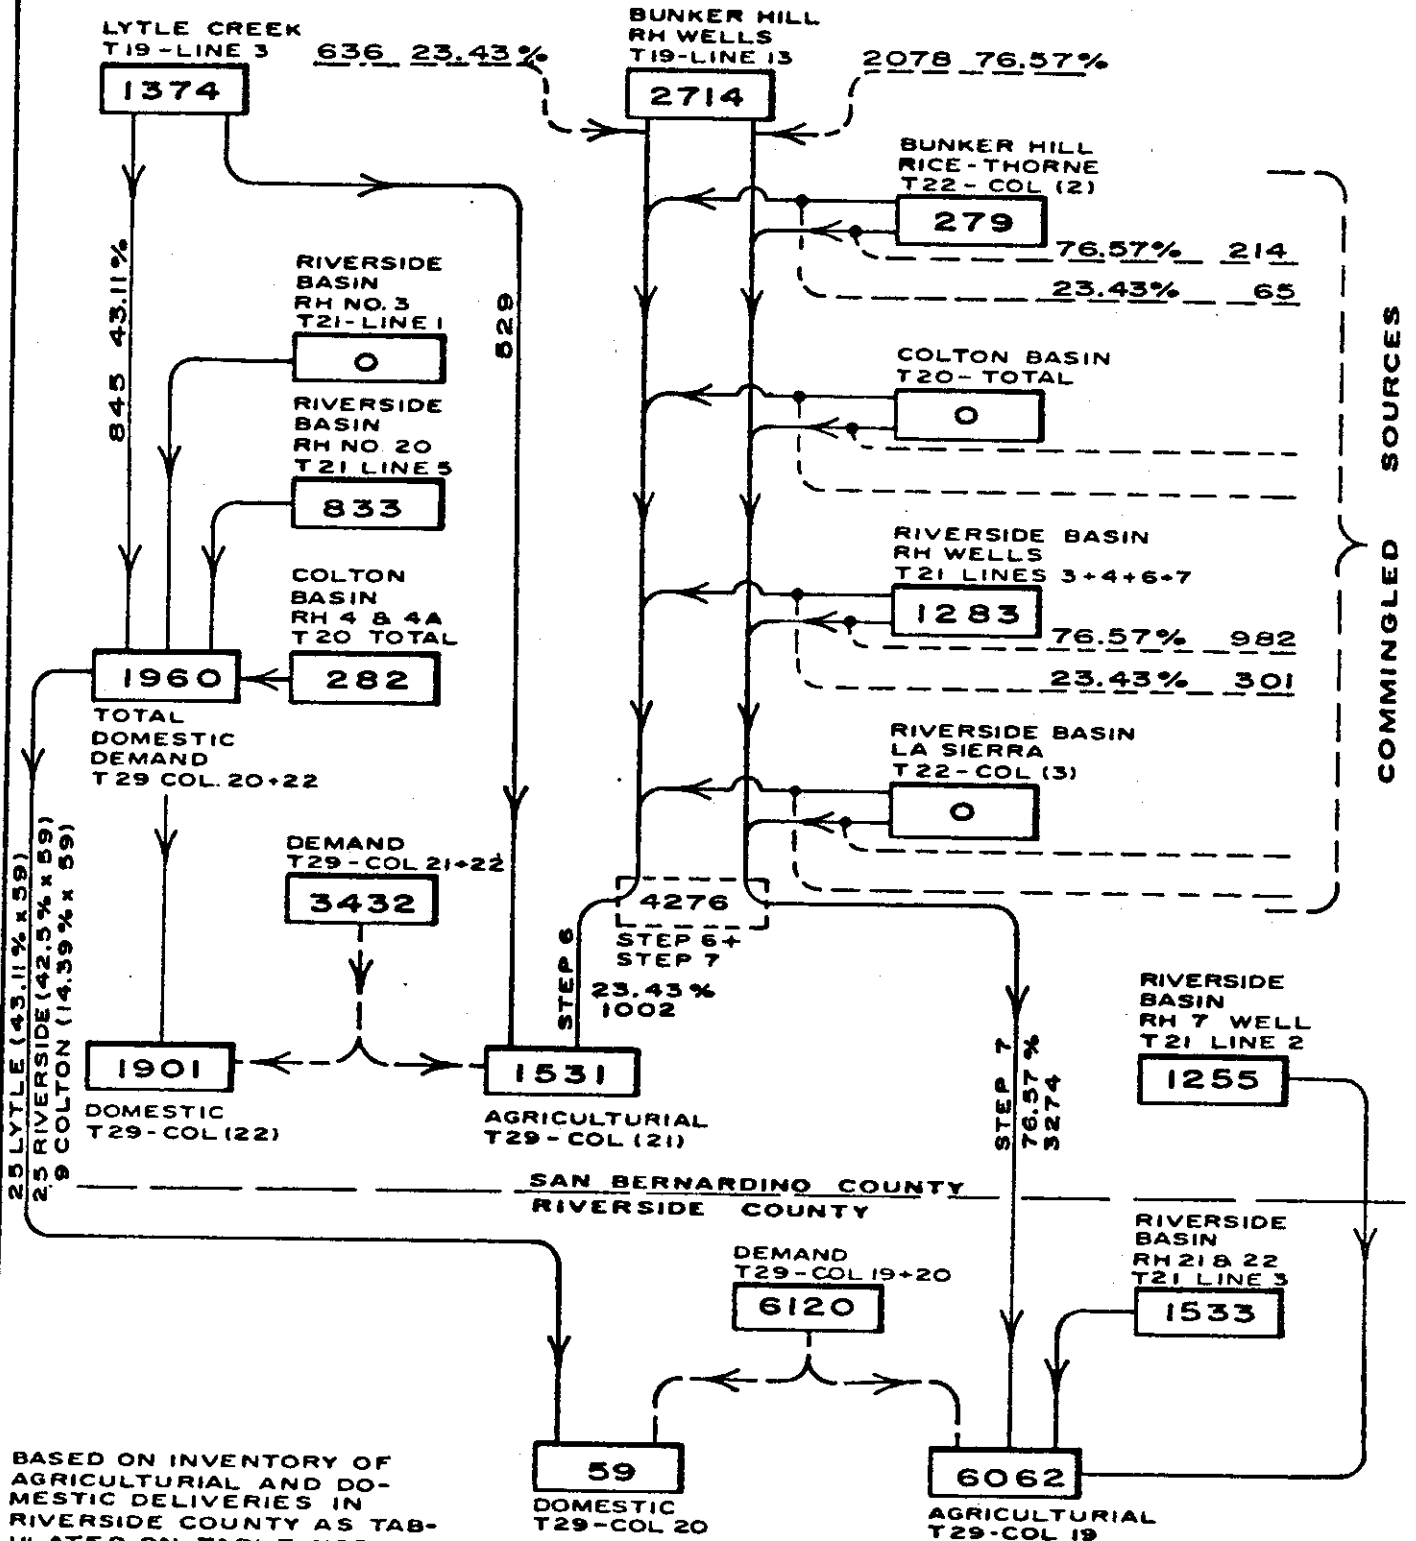 LYTLE CREEK
T19-LINE 3
1374
636 23.43%
BUNKER HILL
RH WELLS
T19-LINE 13
2714
2078 76.57%
BUNKER HILL
RICE-THORNE
T22-COL (2)
279
76.57% 214
23.43% 65
845 43.11%
529
RIVERSIDE
BASIN
RH NO. 3
T21-LINE 1
0
RIVERSIDE
BASIN
RH NO. 20
T21 LINE 5
833
COLTON
BASIN
RH 4 & 4A
T20 TOTAL
282
1960
TOTAL
DOMESTIC
DEMAND
T29 COL. 20+22
COLTON BASIN
T20-TOTAL
0
RIVERSIDE BASIN
RH WELLS
T21 LINES 3+4+6+7
1283
76.57% 982
23.43% 301
RIVERSIDE BASIN
LA SIERRA
T22-COL (3)
0
COMMINGLED SOURCES
DEMAND
T29-COL 21+22
3432
4276
STEP 6+
STEP 7
STEP 6
23.43%
1002
1901
DOMESTIC
T29-COL (22)
1531
AGRICULTURIAL
T29-COL (21)
STEP 7
76.57%
3274
RIVERSIDE
BASIN
RH 7 WELL
T21 LINE 2
1255
25 LYTLE (43.11% x 59)
25 RIVERSIDE (42.5% x 59)
9 COLTON (14.39% x 59)
SAN BERNARDINO COUNTY
RIVERSIDE COUNTY
DEMAND
T29-COL 19+20
6120
RIVERSIDE
BASIN
RH 21 & 22
T21 LINE 3
1533
59
DOMESTIC
T29-COL 20
6062
AGRICULTURIAL
T29-COL 19
BASED ON INVENTORY OF
AGRICULTURIAL AND DO-
MESTIC DELIVERIES IN
RIVERSIDE COUNTY AS TAB-